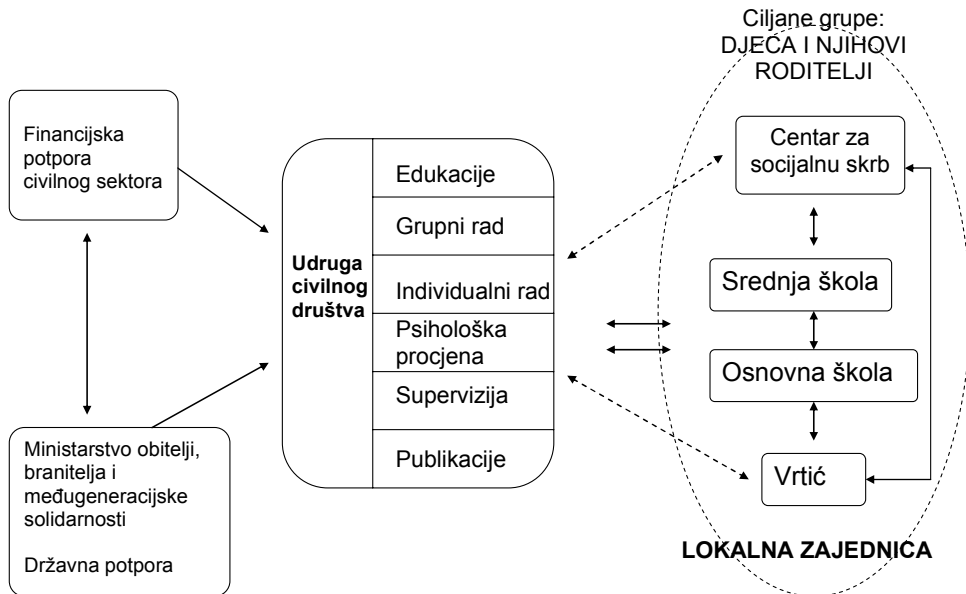 Ciljane grupe:
DJEĆA I NJIHOVI
RODITELJI
Financijska
potpora
civilnog sektora
Ministarstvo obitelji,
branitelja i
međugeneracijske
solidarnosti
Državna potpora
Udruga
civilnog
društva
Edukacije
Grupni rad
Individualni rad
Psihološka
procjena
Supervizija
Publikacije
Centar za
socijalnu skrb
Srednja škola
Osnovna škola
Vrtić
LOKALNA ZAJEDNICA